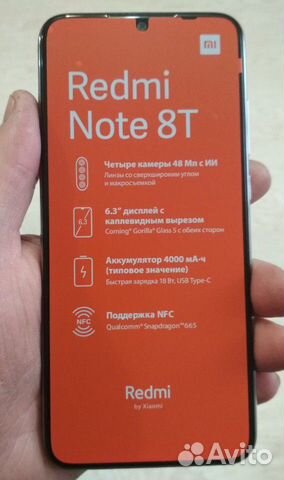 mi
Redmi
Note 8T
Четыре камеры 48 Мп с ИИ
Линзы со сверхшироким углом
и макросъемкой
6.3
6.3" дисплей с
каплевидным вырезом
Corning® Gorilla® Glass 5 с обеих сторон
Аккумулятор 4000 мА·ч
(типовое значение)
Быстрая зарядка 18 Вт, USB Type-C
NFC
Поддержка NFC
Qualcomm® Snapdragon™ 665
Redmi
by Xiaomi
Avito